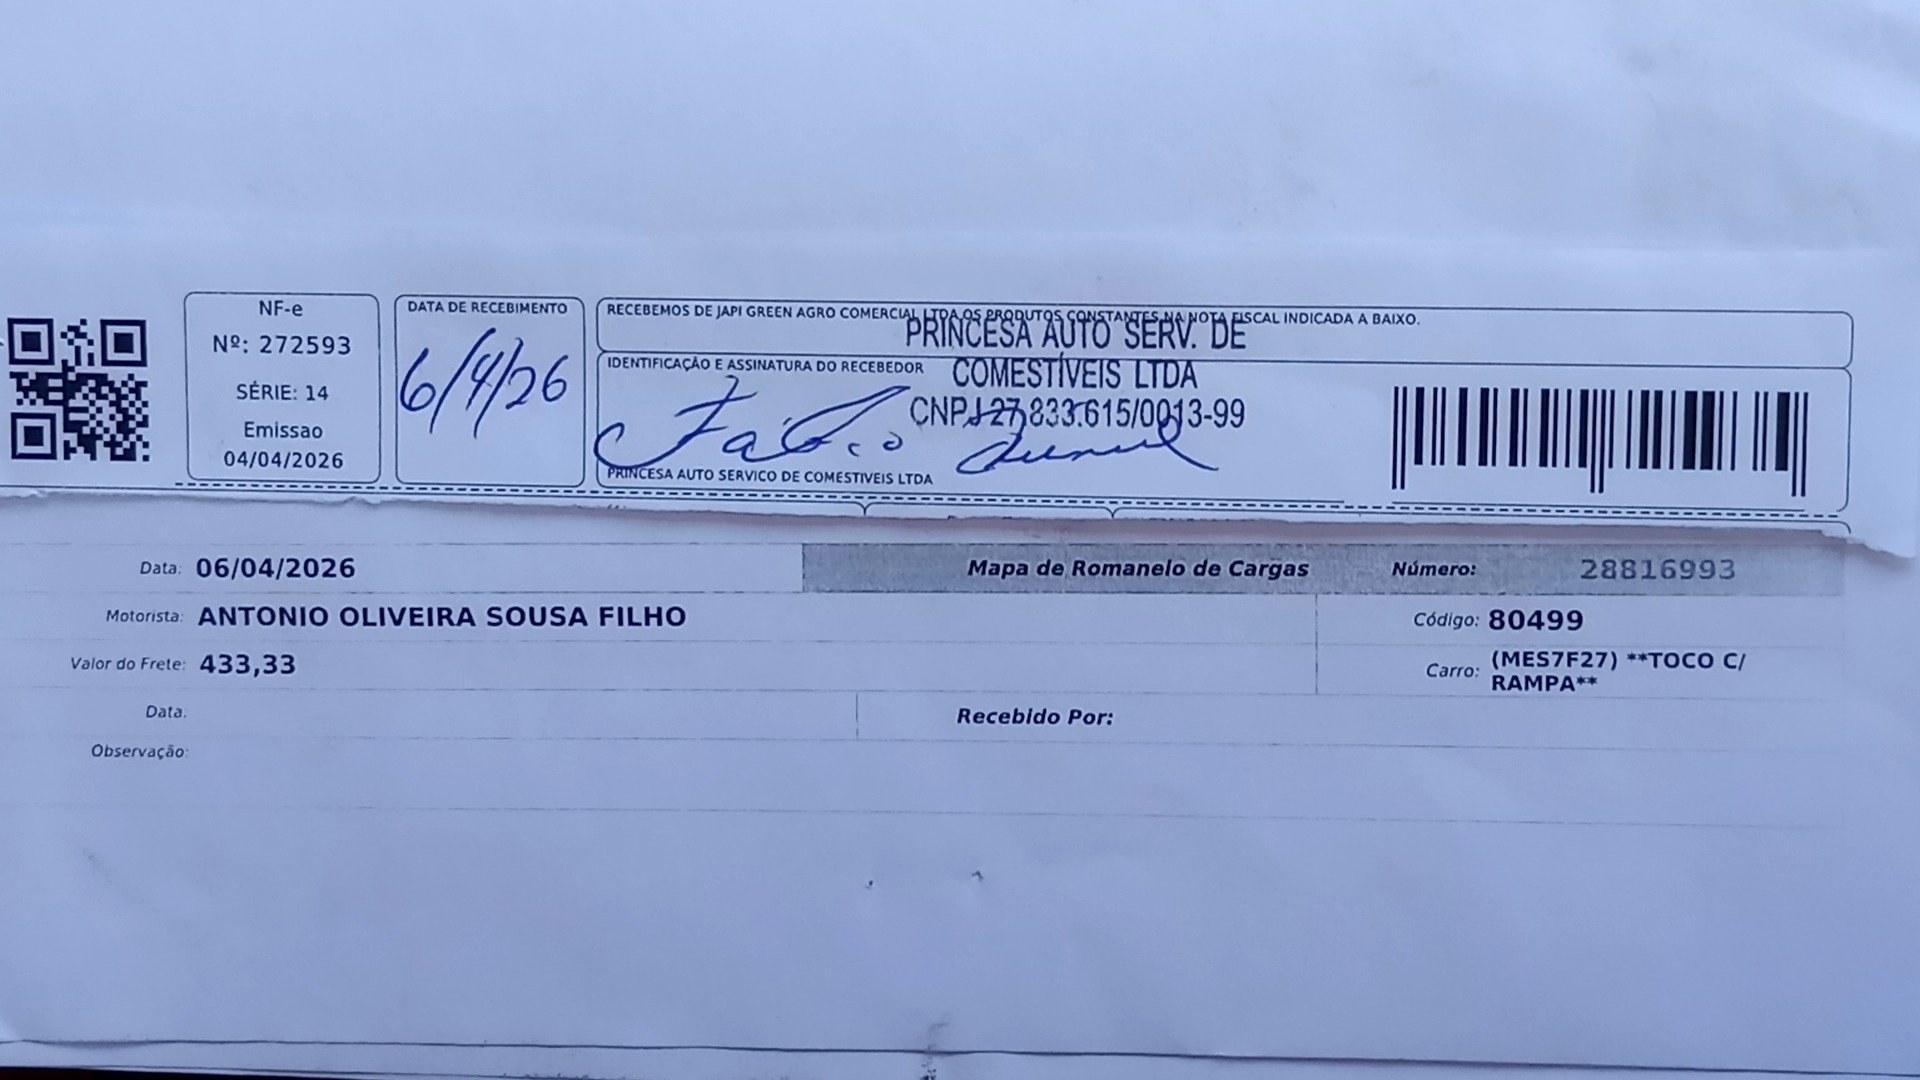 NF-e
Nº: 272593
SÉRIE: 14
Emissao
04/04/2026
DATA DE RECEBIMENTO
6/4/26
RECEBEMOS DE JAPI GREEN AGRO COMERCIAL LTDA OS PRODUTOS CONSTANTES NA NOTA FISCAL INDICADA A BAIXO.
PRINCESA AUTO SERV. DE
COMESTÍVEIS LTDA
CNPJ 27.833.615/0013-99
IDENTIFICAÇÃO E ASSINATURA DO RECEBEDOR
Fábio
PRINCESA AUTO SERVICO DE COMESTIVEIS LTDA
Data: 06/04/2026
Mapa de Romaneio de Cargas
Número: 28816993
Motorista: ANTONIO OLIVEIRA SOUSA FILHO
Código: 80499
Valor do Frete: 433,33
Carro: (MES7F27) **TOCO C/
RAMPA**
Data:
Recebido Por:
Observação: